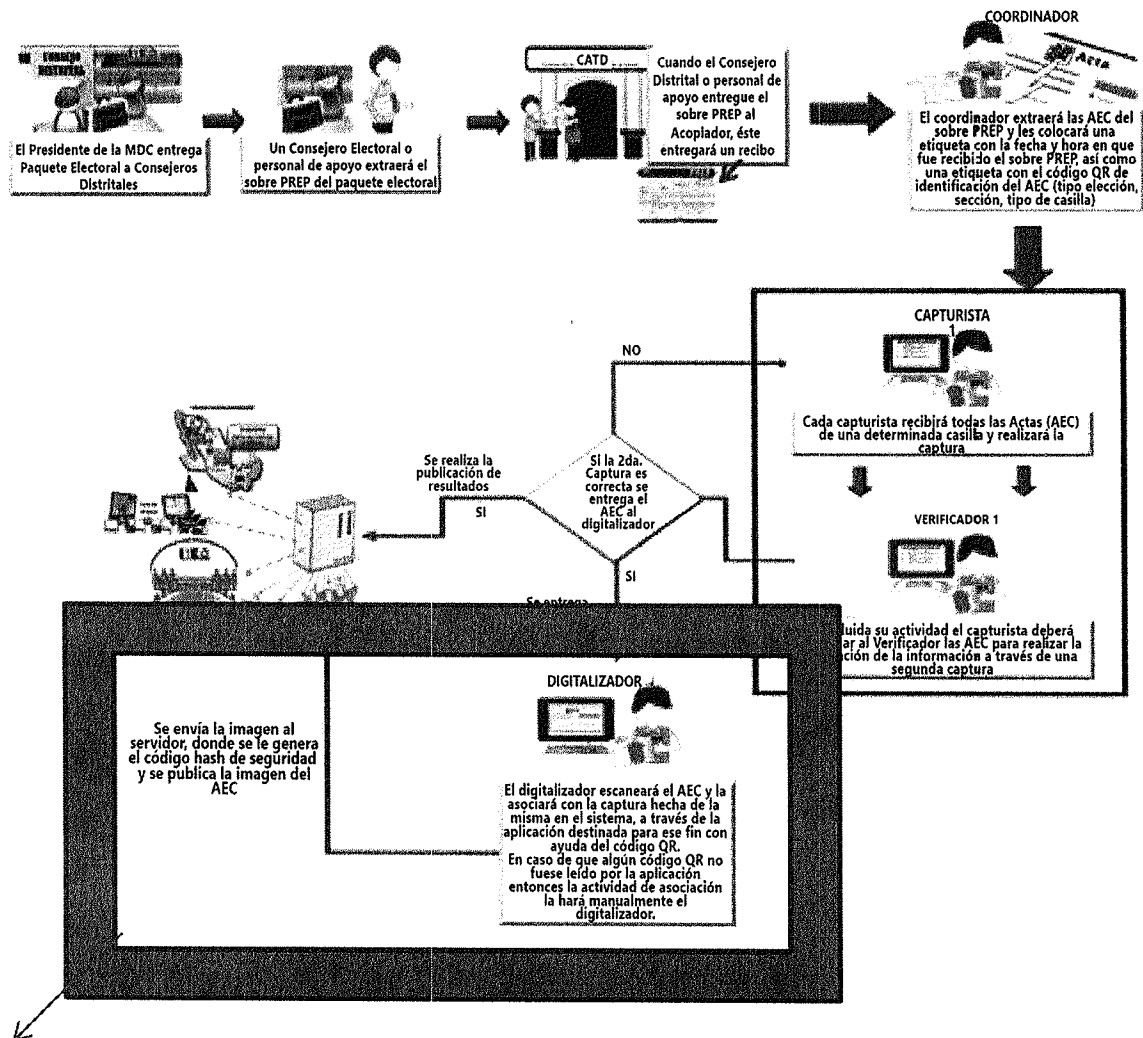 CONSEJO
DISTRITAL
El Presidente de la MDC entrega
Paquete Electoral a Consejeros
Distritales
Un Consejero Electoral o
personal de apoyo extraerá el
sobre PREP del paquete electoral
CATD
Cuando el Consejero
Distrital o personal de
apoyo entregue el
sobre PREP al
Acoplador, éste
entregará un recibo
COORDINADOR
Acta
El coordinador extraerá las AEC del
sobre PREP y les colocará una
etiqueta con la fecha y hora en que
fue recibido el sobre PREP, así como
una etiqueta con el código QR de
identificación del AEC (tipo elección,
sección, tipo de casilla)
CAPTURISTA
1
Cada capturista recibirá todas las Actas (AEC)
de una determinada casilla y realizará la
captura
VERIFICADOR 1
luida su actividad el capturista deberá
ar al Verificador las AEC para realizar la
ación de la información a través de una
segunda captura
NO
Si la 2da.
Captura es
correcta se
entrega el
AEC al
digitalizador
SI
Se realiza la
publicación de
resultados
SI
Se entrega
DIGITALIZADOR
El digitalizador escaneará el AEC y la
asociará con la captura hecha de la
misma en el sistema, a través de la
aplicación destinada para ese fin con
ayuda del código QR.
En caso de que algún código QR no
fuese leído por la aplicación
entonces la actividad de asociación
la hará manualmente el
digitalizador.
Se envía la imagen al
servidor, donde se le genera
el código hash de seguridad
y se publica la imagen del
AEC